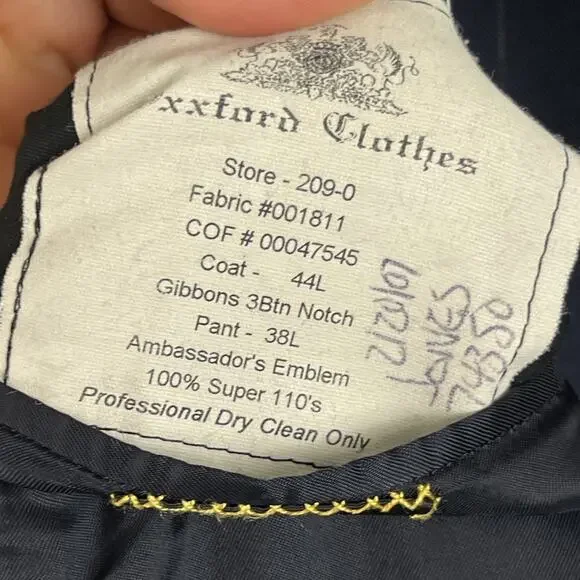 xxford Clothes
Store - 209-0
Fabric #001811
COF # 00047545
Coat - 44L
Gibbons 3Btn Notch
Pant - 38L
Ambassador's Emblem
100% Super 110's
Professional Dry Clean Only
JONES